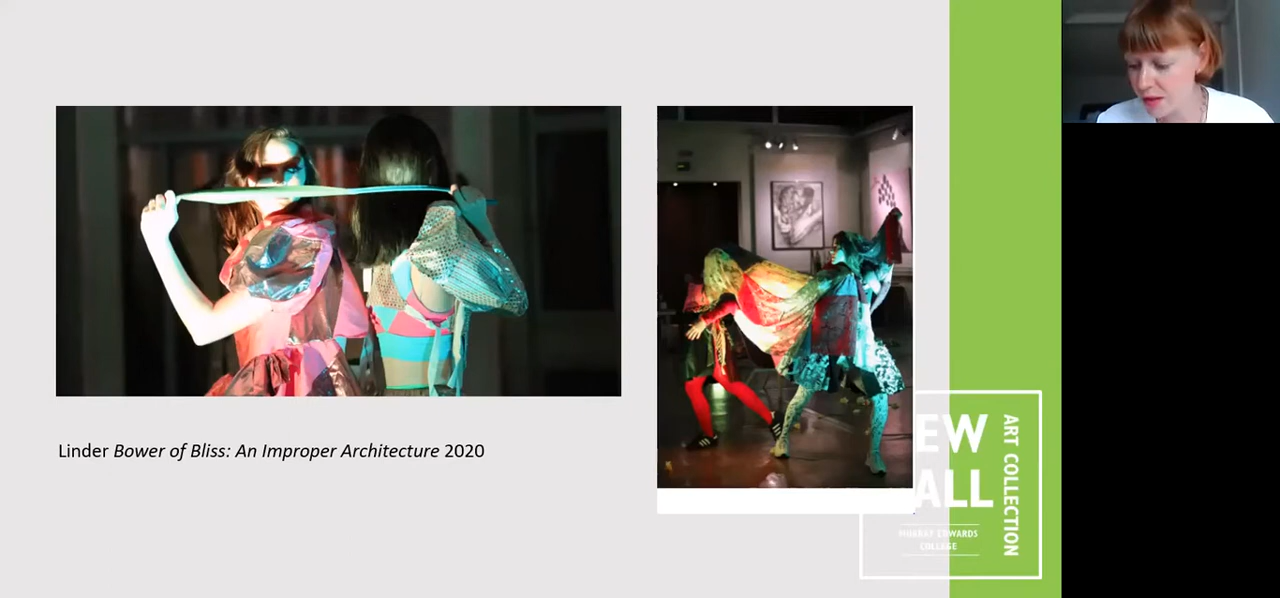 Linder Bower of Bliss: An Improper Architecture 2020
EW
ALL
ART COLLECTION
MURRAY EDWARDS
COLLEGE